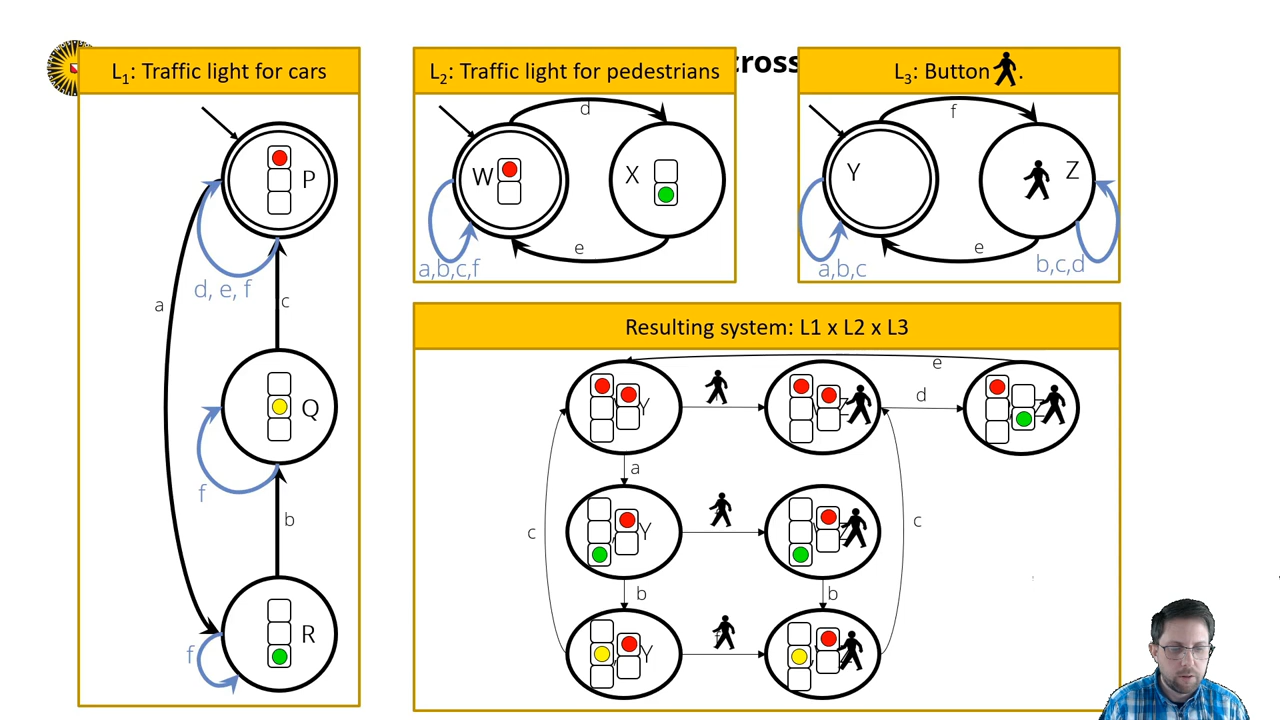 cross
L₁: Traffic light for cars
P
d, e, f
a
c
Q
f
b
R
f
L₂: Traffic light for pedestrians
d
W
X
e
a,b,c,f
L₃: Button .
f
Y
Z
e
a,b,c
b,c,d
Resulting system: L1 x L2 x L3
e
Y
d
a
c
Y
c
b
b
Y